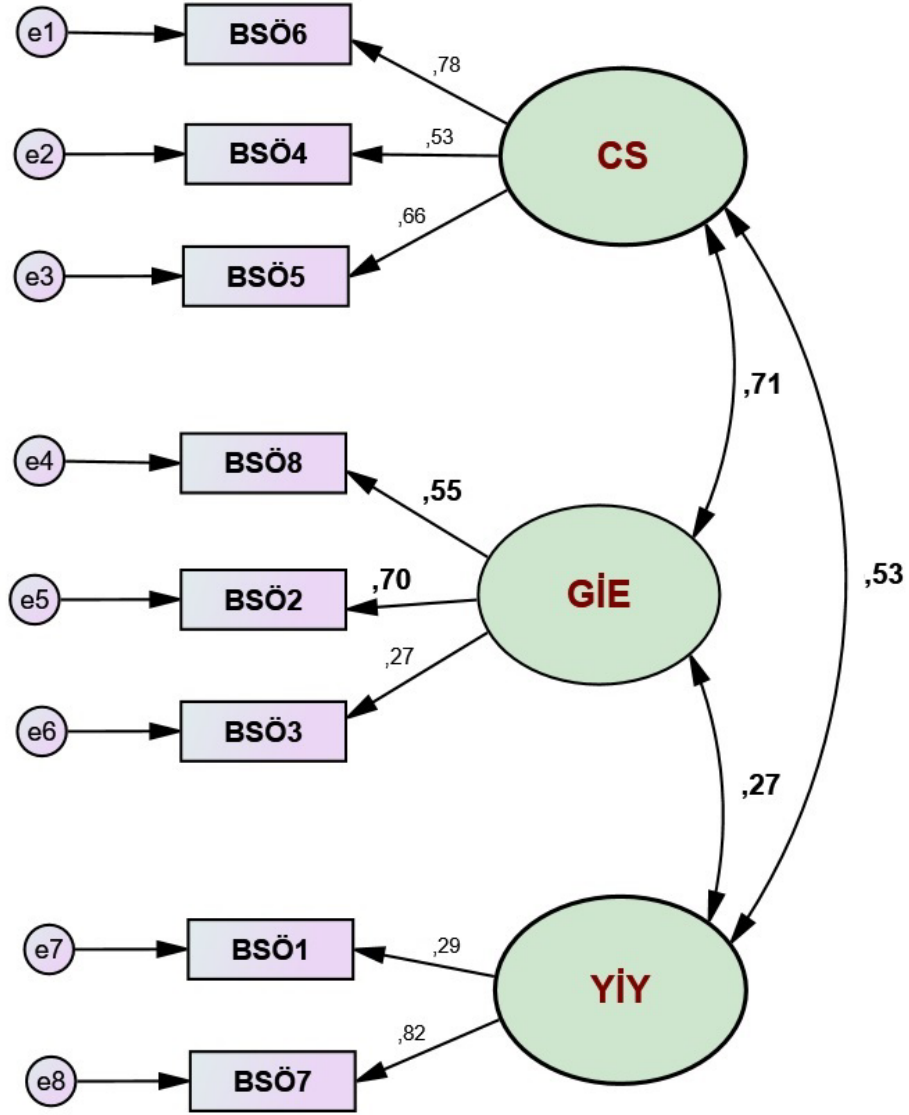 e1
BSÖ6
,78
e2
BSÖ4
,53
CS
e3
BSÖ5
,66
,71
e4
BSÖ8
,55
e5
BSÖ2
,70
GİE
,53
e6
BSÖ3
,27
,27
e7
BSÖ1
,29
YİY
e8
BSÖ7
,82